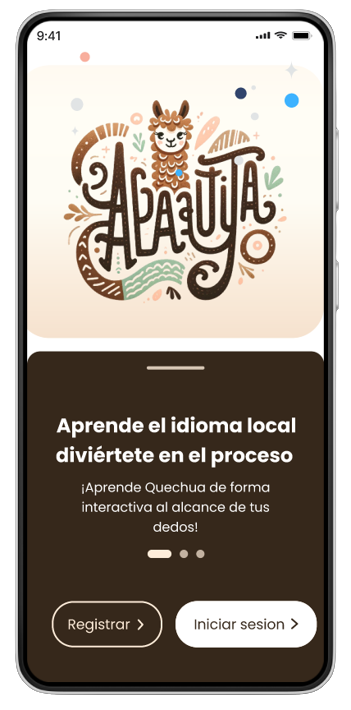 9:41
Aprende el idioma local
diviértete en el proceso
¡Aprende Quechua de forma
interactiva al alcance de tus
dedos!
Registrar
Iniciar sesion